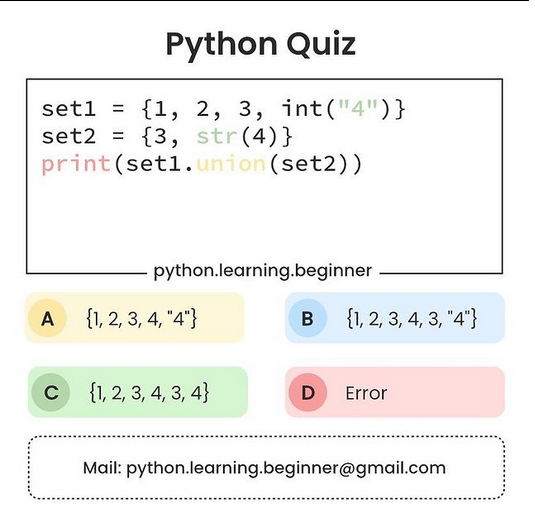 Python Quiz
set1 = {1, 2, 3, int("4")}
set2 = {3, str(4)}
print(set1.union(set2))
python.learning.beginner
A {1, 2, 3, 4, "4"}
B {1, 2, 3, 4, 3, "4"}
C {1, 2, 3, 4, 3, 4}
D Error
Mail: python.learning.beginner@gmail.com